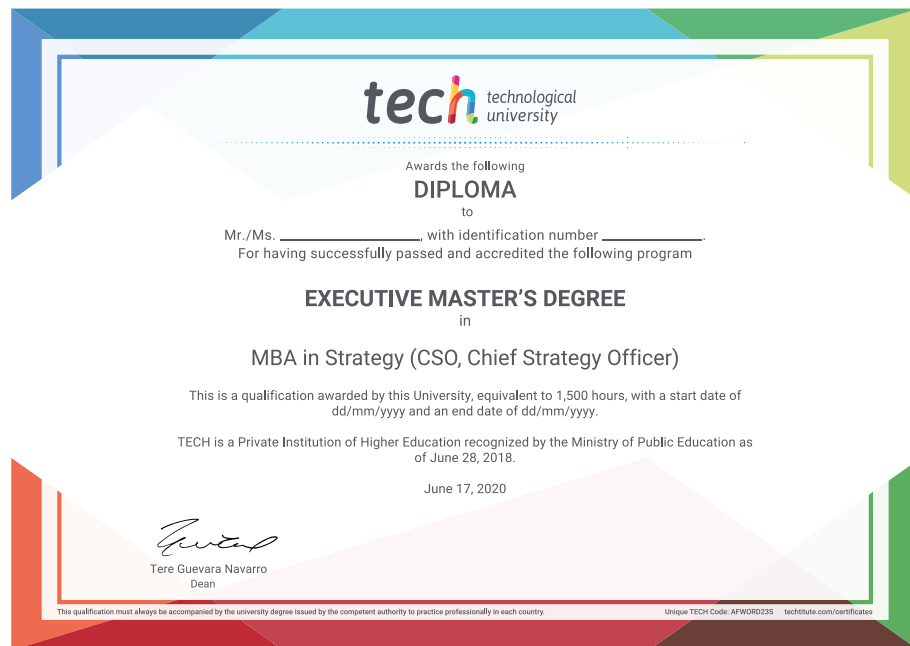 tech technological
university
Awards the following
DIPLOMA
to
Mr./Ms. ____________________, with identification number ______________.
For having successfully passed and accredited the following program
EXECUTIVE MASTER'S DEGREE
in
MBA in Strategy (CSO, Chief Strategy Officer)
This is a qualification awarded by this University, equivalent to 1,500 hours, with a start date of
dd/mm/yyyy and an end date of dd/mm/yyyy.
TECH is a Private Institution of Higher Education recognized by the Ministry of Public Education as
of June 28, 2018.
June 17, 2020
Tere Guevara Navarro
Dean
This qualification must always be accompanied by the university degree issued by the competent authority to practice professionally in each country. Unique TECH Code: AFWORD23S techtitute.com/certificates